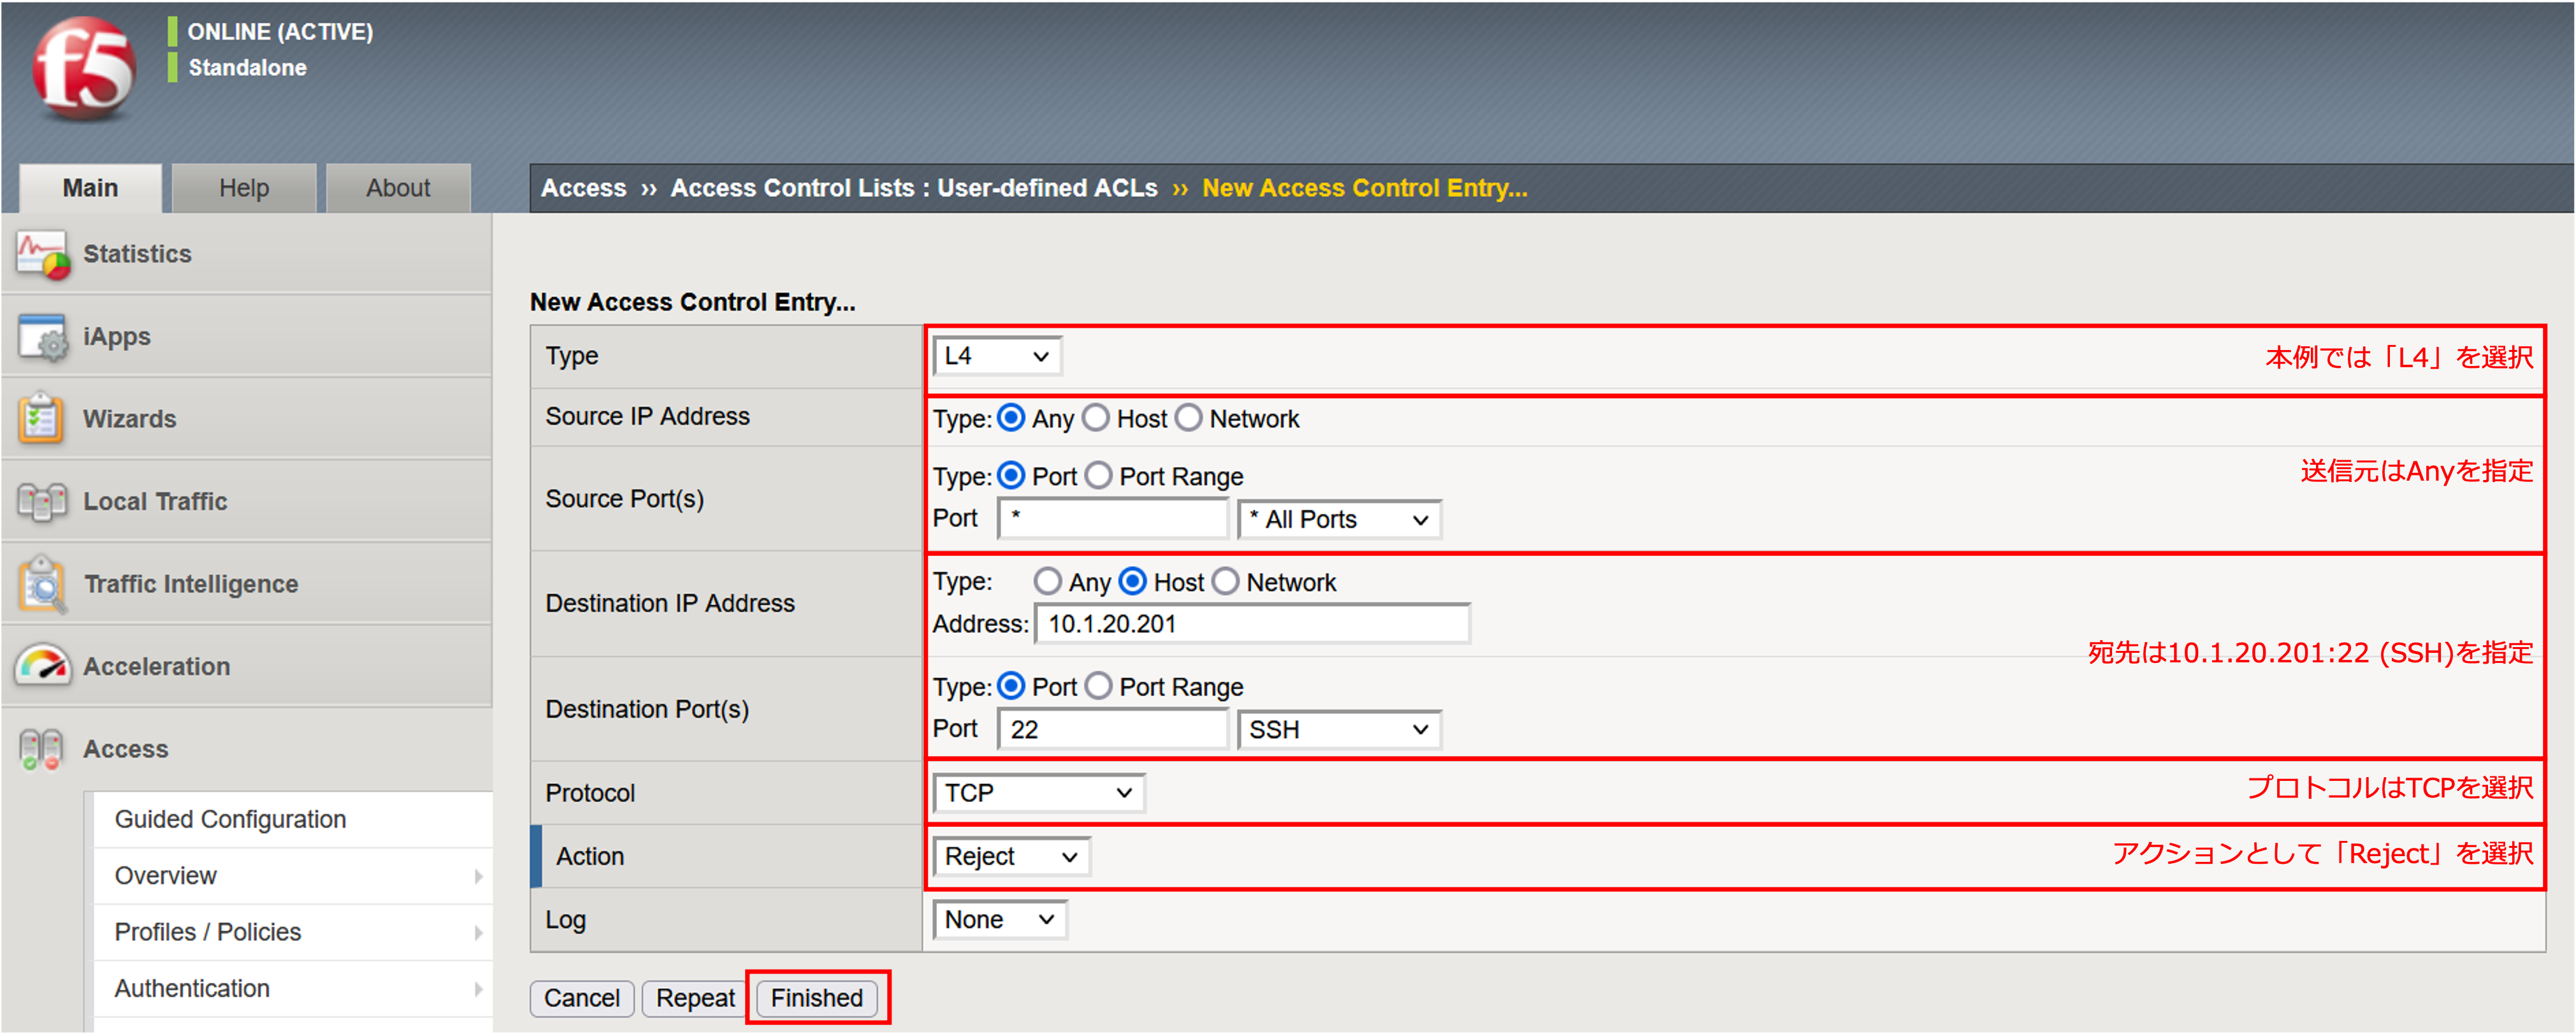 f5
ONLINE (ACTIVE)
Standalone
Main
Help
About
Access ›› Access Control Lists : User-defined ACLs ›› New Access Control Entry...
Statistics
iApps
Wizards
Local Traffic
Traffic Intelligence
Acceleration
Access
Guided Configuration
Overview
Profiles / Policies
Authentication
New Access Control Entry...
Type
L4
本例では「L4」を選択
Source IP Address
Type: Any Host Network
Source Port(s)
Type: Port Port Range
Port * * All Ports
送信元はAnyを指定
Destination IP Address
Type: Any Host Network
Address: 10.1.20.201
宛先は10.1.20.201:22 (SSH)を指定
Destination Port(s)
Type: Port Port Range
Port 22 SSH
Protocol
TCP
プロトコルはTCPを選択
Action
Reject
アクションとして「Reject」を選択
Log
None
Cancel Repeat Finished